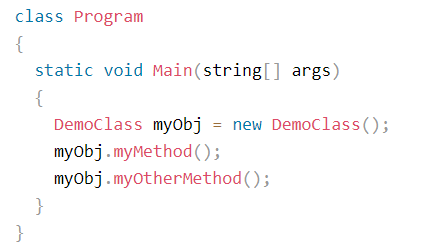 class Program
{
  static void Main(string[] args)
  {
    DemoClass myObj = new DemoClass();
    myObj.myMethod();
    myObj.myOtherMethod();
  }
}